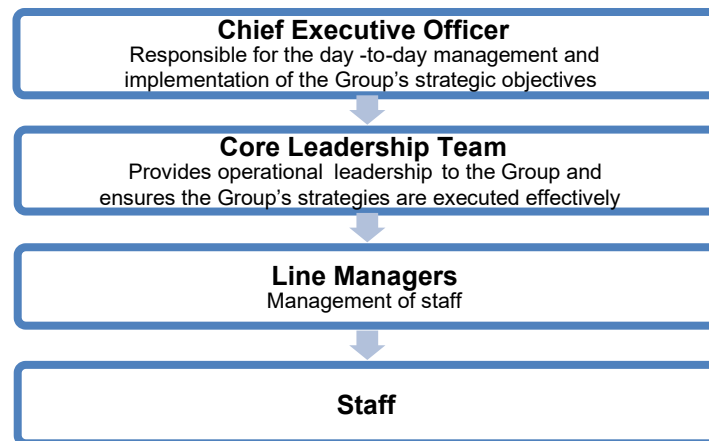 Chief Executive Officer
Responsible for the day -to-day management and
implementation of the Group's strategic objectives
Core Leadership Team
Provides operational leadership to the Group and
ensures the Group's strategies are executed effectively
Line Managers
Management of staff
Staff